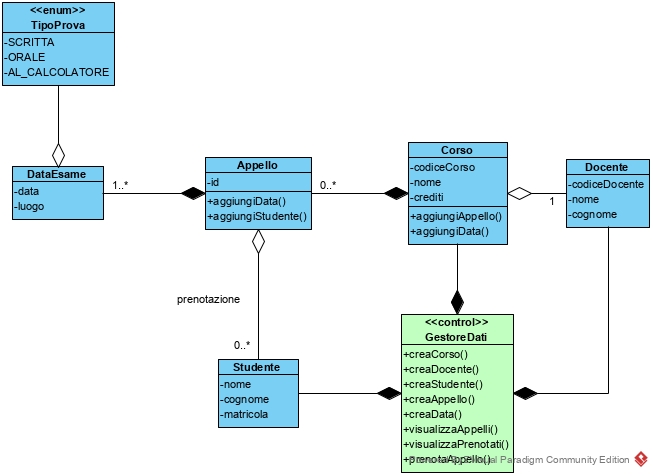 <<enum>>
TipoProva
-SCRITTA
-ORALE
-AL_CALCOLATORE
DataEsame
-data
-luogo
1..*
Appello
-id
+aggiungiData()
+aggiungiStudente()
0..*
Corso
-codiceCorso
-nome
-crediti
+aggiungiAppello()
+aggiungiData()
1
Docente
-codiceDocente
-nome
-cognome
prenotazione
0..*
Studente
-nome
-cognome
-matricola
<<control>>
GestoreDati
+creaCorso()
+creaDocente()
+creaStudente()
+creaAppello()
+creaData()
+visualizzaAppelli()
+visualizzaPrenotati()
+prenotaAppello()
Visual Paradigm Community Edition